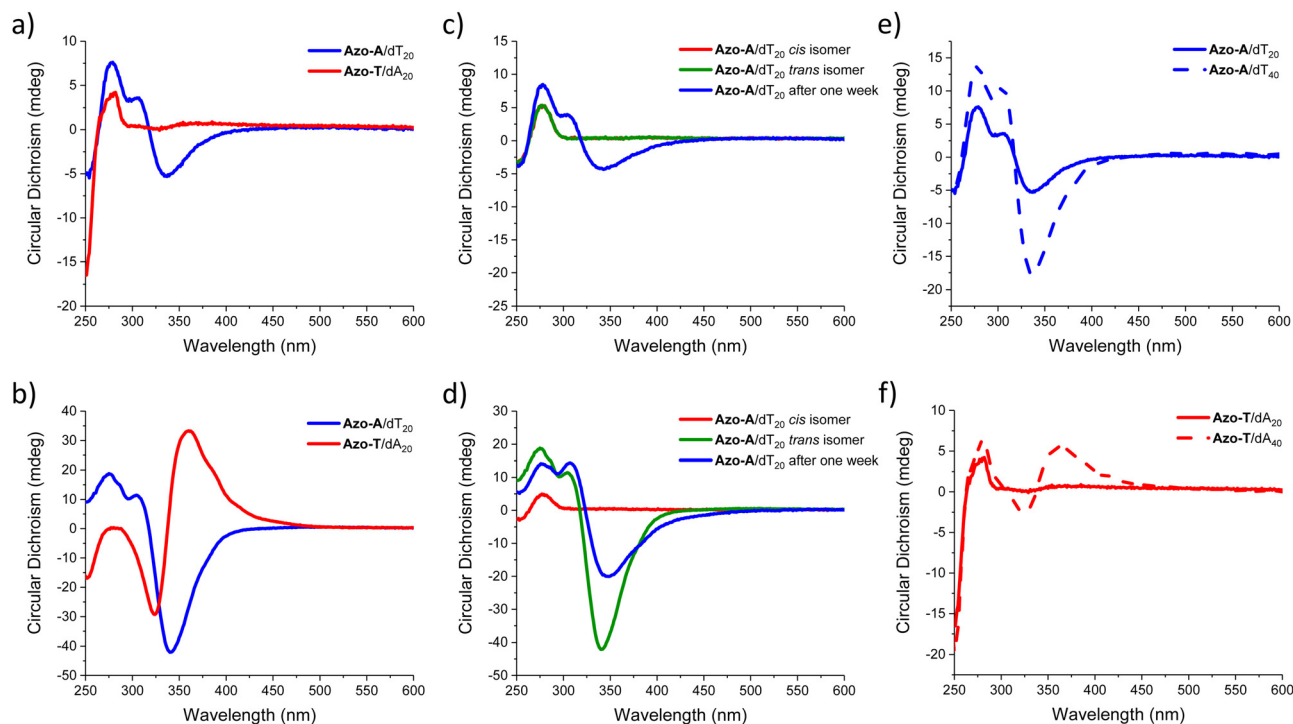 a)
Circular Dichroism (mdeg)
10
5
0
-5
-10
-15
-20
250 300 350 400 450 500 550 600
Wavelength (nm)
Azo-A/dT20
Azo-T/dA20
c)
Circular Dichroism (mdeg)
25
20
15
10
5
0
-5
-10
-15
-20
-25
250 300 350 400 450 500 550 600
Wavelength (nm)
Azo-A/dT20 cis isomer
Azo-A/dT20 trans isomer
Azo-A/dT20 after one week
e)
Circular Dichroism (mdeg)
15
10
5
0
-5
-10
-15
-20
250 300 350 400 450 500 550 600
Wavelength (nm)
Azo-A/dT20
Azo-A/dT40
b)
Circular Dichroism (mdeg)
40
30
20
10
0
-10
-20
-30
-40
-50
250 300 350 400 450 500 550 600
Wavelength (nm)
Azo-A/dT20
Azo-T/dA20
d)
Circular Dichroism (mdeg)
30
20
10
0
-10
-20
-30
-40
-50
250 300 350 400 450 500 550 600
Wavelength (nm)
Azo-A/dT20 cis isomer
Azo-A/dT20 trans isomer
Azo-A/dT20 after one week
f)
Circular Dichroism (mdeg)
10
5
0
-5
-10
-15
-20
250 300 350 400 450 500 550 600
Wavelength (nm)
Azo-T/dA20
Azo-T/dA40